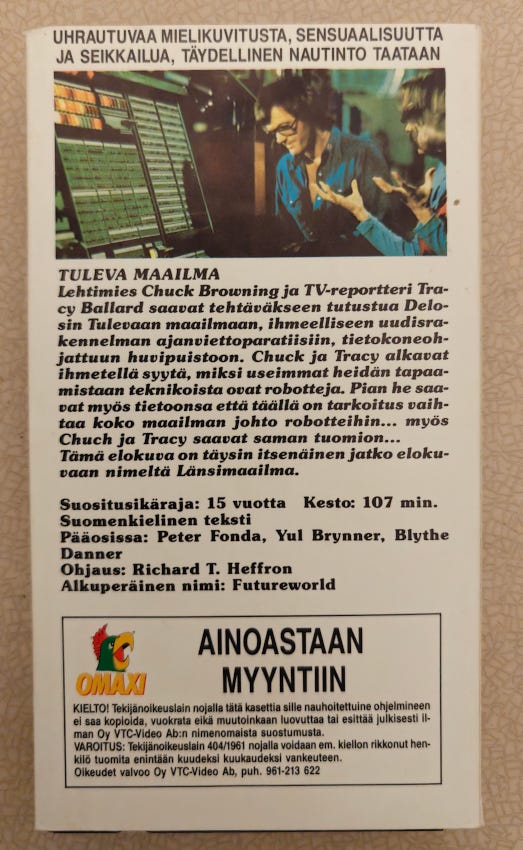 UHRAUTUVAA MIELIKUVITUSTA, SENSUAALISUUTTA
JA SEIKKAILUA, TÄYDELLINEN NAUTINTO TAATAAN
TULEVA MAAILMA
Lehtimies Chuck Browning ja TV-reportteri Tra-
cy Ballard saavat tehtäväkseen tutustua Delo-
sin Tulevaan maailmaan, ihmeelliseen uudisra-
kennelman ajanviettoparatiisiin, tietokoneoh-
jattuun huvipuistoon. Chuck ja Tracy alkavat
ihmetellä syytä, miksi useimmat heidän tapaa-
mistaan teknikoista ovat robotteja. Pian he saa-
vat myös tietoonsa että täällä on tarkoitus vaih-
taa koko maailman johto robotteihin... myös
Chuch ja Tracy saavat saman tuomion...
Tämä elokuva on täysin itsenäinen jatko eloku-
vaan nimeltä Länsimaailma.
Suositusikäraja: 15 vuotta Kesto: 107 min.
Suomenkielinen teksti
Pääosissa: Peter Fonda, Yul Brynner, Blythe
Danner
Ohjaus: Richard T. Heffron
Alkuperäinen nimi: Futureworld
OMAXI
AINOASTAAN
MYYNTIIN
KIELTO! Tekijänoikeuslain nojalla tätä kasettia sille nauhoitettuine ohjelmineen
ei saa kopioida, vuokrata eikä muutoinkaan luovuttaa tai esittää julkisesti il-
man Oy VTC-Video Ab:n nimenomaista suostumusta.
VAROITUS: Tekijänoikeuslain 404/1961 nojalla voidaan em. kiellon rikkonut hen-
kilö tuomita enintään kuudeksi kuukaudeksi vankeuteen.
Oikeudet valvoo Oy VTC-Video Ab, puh. 961-213 622